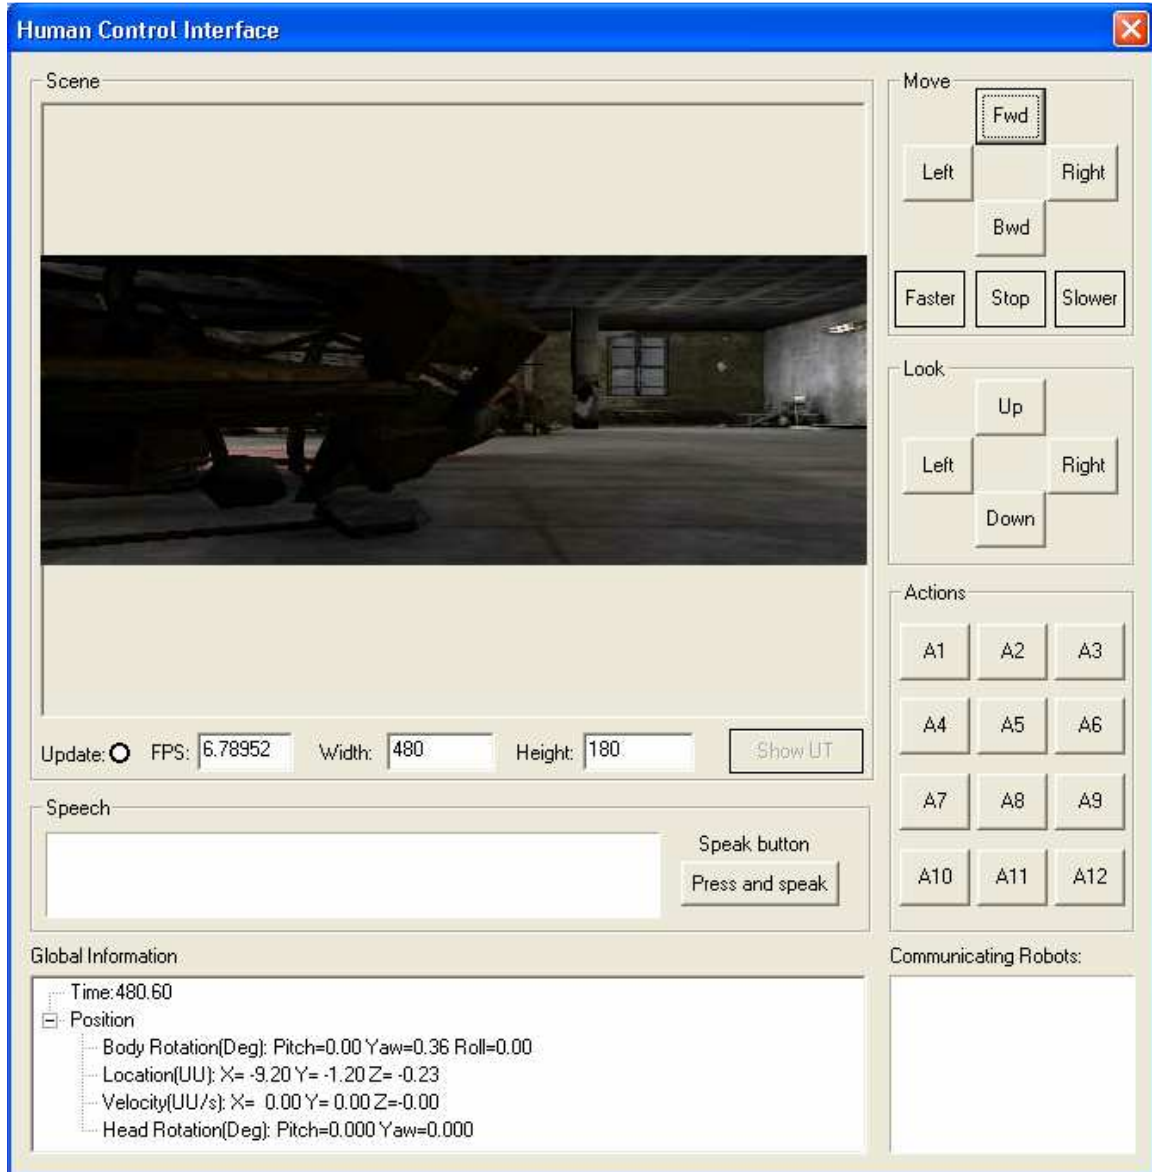 Human Control Interface
Scene
Update: FPS: 6.78952 Width: 480 Height: 180 Show UT
Speech
Speak button
Press and speak
Global Information
Time:480.60
Position
Body Rotation(Deg): Pitch=0.00 Yaw=0.36 Roll=0.00
Location(UU): X= -9.20 Y= -1.20 Z= -0.23
Velocity(UU/s): X= 0.00 Y= 0.00 Z=-0.00
Head Rotation(Deg): Pitch=0.000 Yaw=0.000
Move
Fwd
Left Right
Bwd
Faster Stop Slower
Look
Up
Left Right
Down
Actions
A1 A2 A3
A4 A5 A6
A7 A8 A9
A10 A11 A12
Communicating Robots: